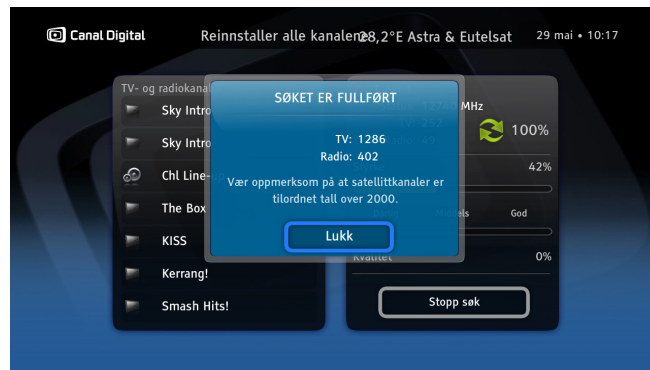 Canal Digital
Reinnstaller alle kanalene
28,2°E Astra & Eutelsat
29 mai • 10:17
TV- og radiokanal
Sky Intro
Sky Intro
Chl Line-
The Box
KISS
Kerrang!
Smash Hits!
SØKET ER FULLFØRT
TV: 1286
Radio: 402
Vær oppmerksom på at satellittkanaler er
tilordnet tall over 2000.
Lukk
MHz
100%
42%
God
Kvalitet
0%
Stopp søk